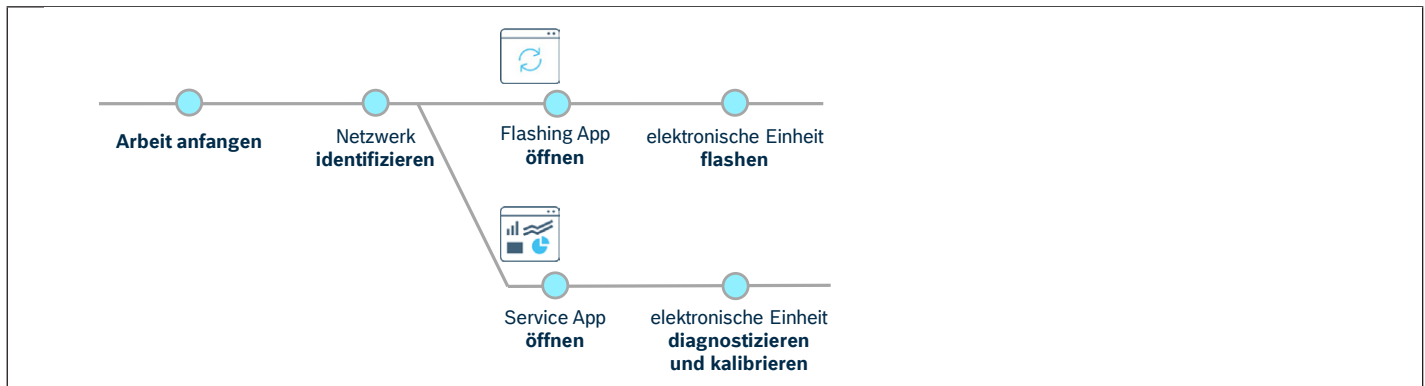 Arbeit anfangen
Netzwerk
identifizieren
Flashing App
öffnen
elektronische Einheit
flashen
Service App
öffnen
elektronische Einheit
diagnostizieren
und kalibrieren